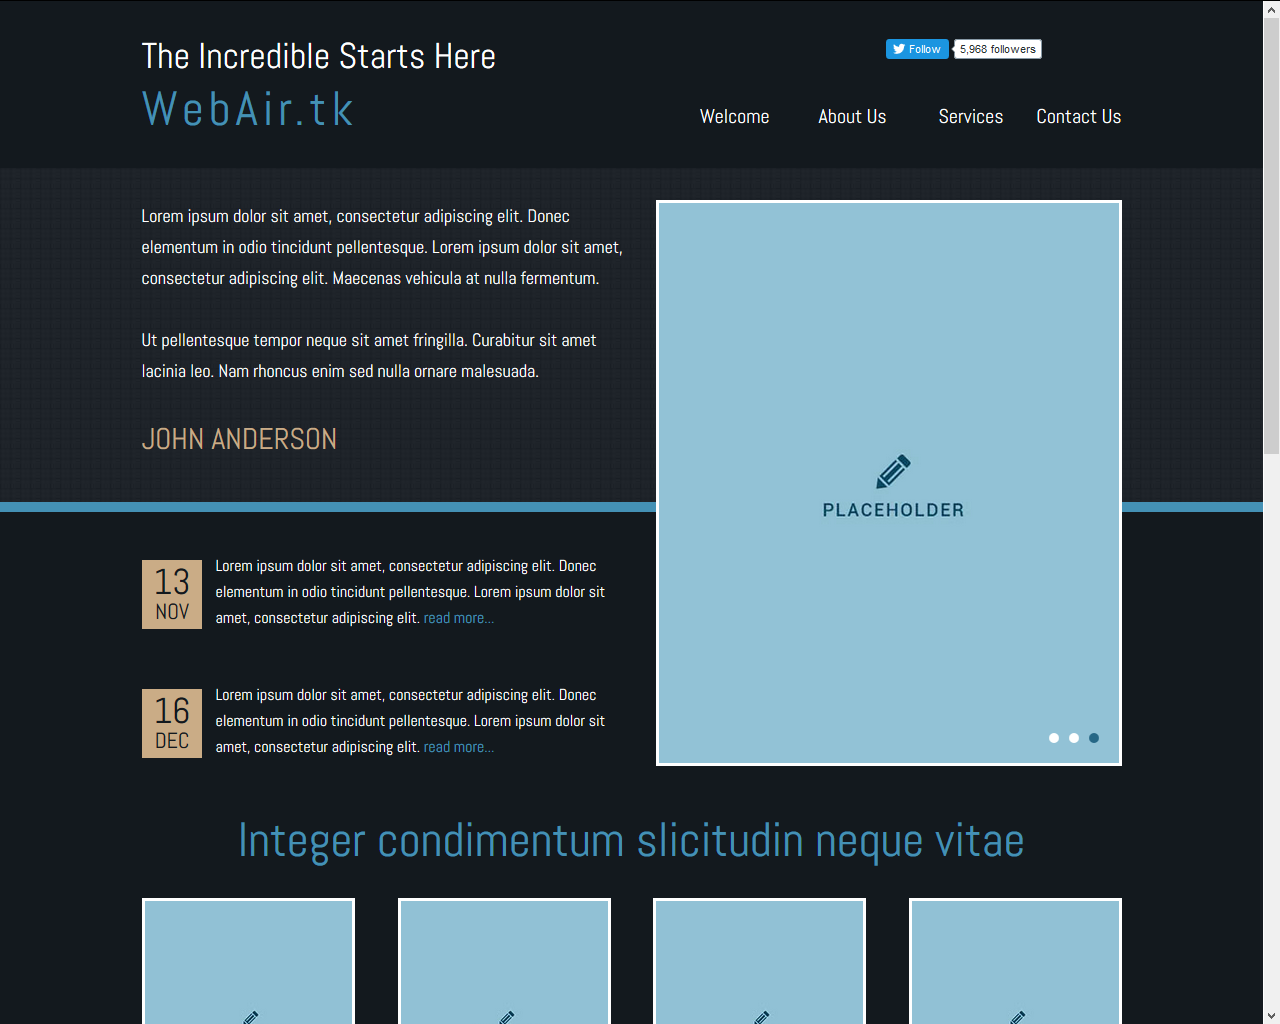 The Incredible Starts Here
WebAir.tk
Follow
5,968 followers
Welcome
About Us
Services
Contact Us
Lorem ipsum dolor sit amet, consectetur adipiscing elit. Donec
elementum in odio tincidunt pellentesque. Lorem ipsum dolor sit amet,
consectetur adipiscing elit. Maecenas vehicula at nulla fermentum.
Ut pellentesque tempor neque sit amet fringilla. Curabitur sit amet
lacinia leo. Nam rhoncus enim sed nulla ornare malesuada.
JOHN ANDERSON
PLACEHOLDER
13
NOV
Lorem ipsum dolor sit amet, consectetur adipiscing elit. Donec
elementum in odio tincidunt pellentesque. Lorem ipsum dolor sit
amet, consectetur adipiscing elit. read more...
16
DEC
Lorem ipsum dolor sit amet, consectetur adipiscing elit. Donec
elementum in odio tincidunt pellentesque. Lorem ipsum dolor sit
amet, consectetur adipiscing elit. read more...
Integer condimentum slicitudin neque vitae